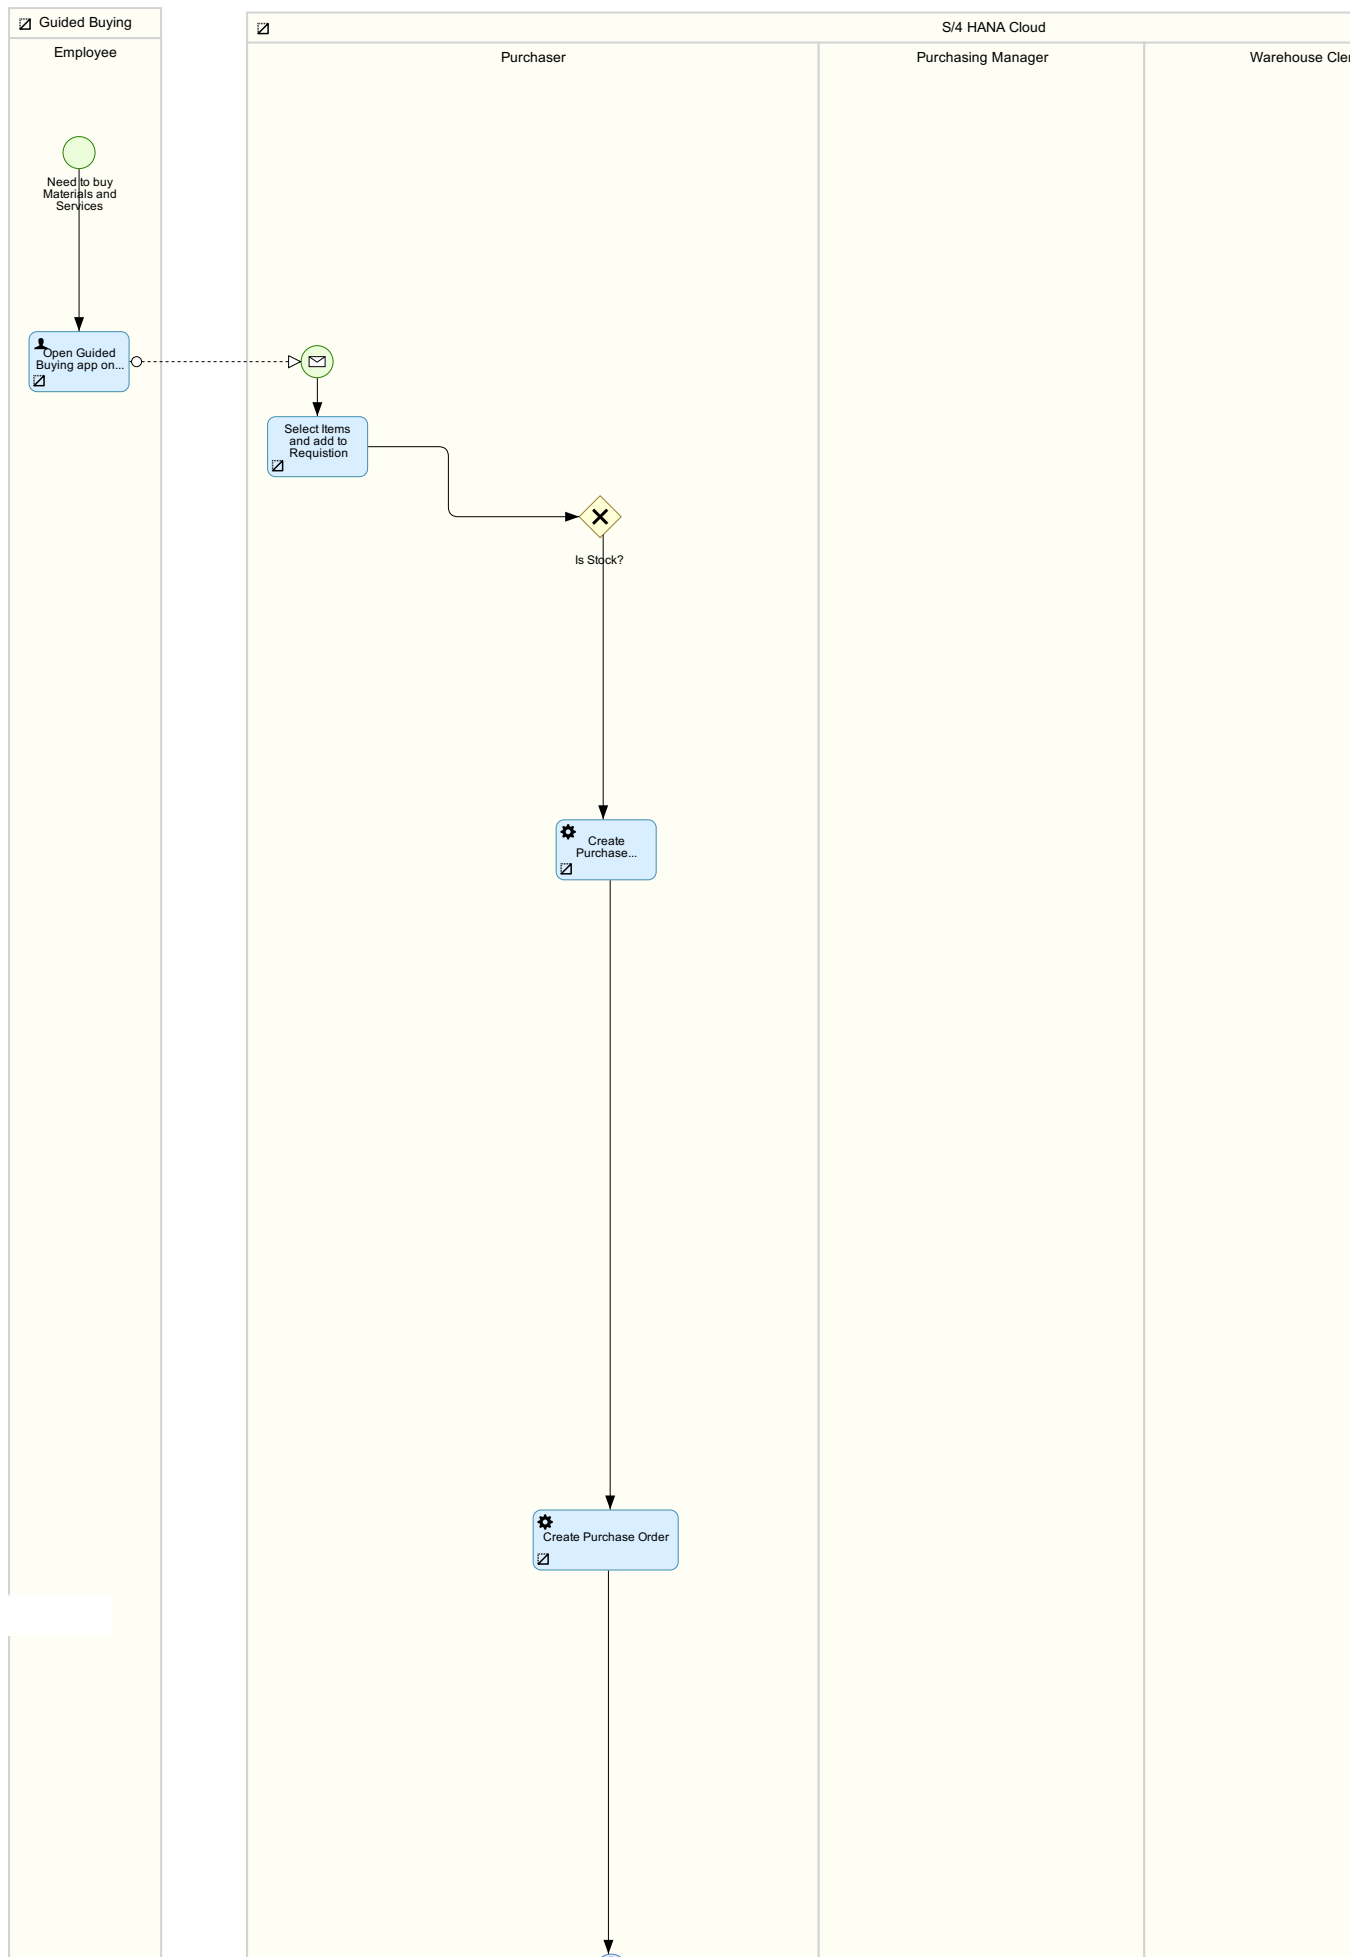 Guided Buying
S/4 HANA Cloud
Employee
Purchaser
Purchasing Manager
Warehouse
Need to buy
Materials and
Services
Open Guided
Buying app on...
Select Items
and add to
Requistion
Is Stock?
Create
Purchase...
Create Purchase Order